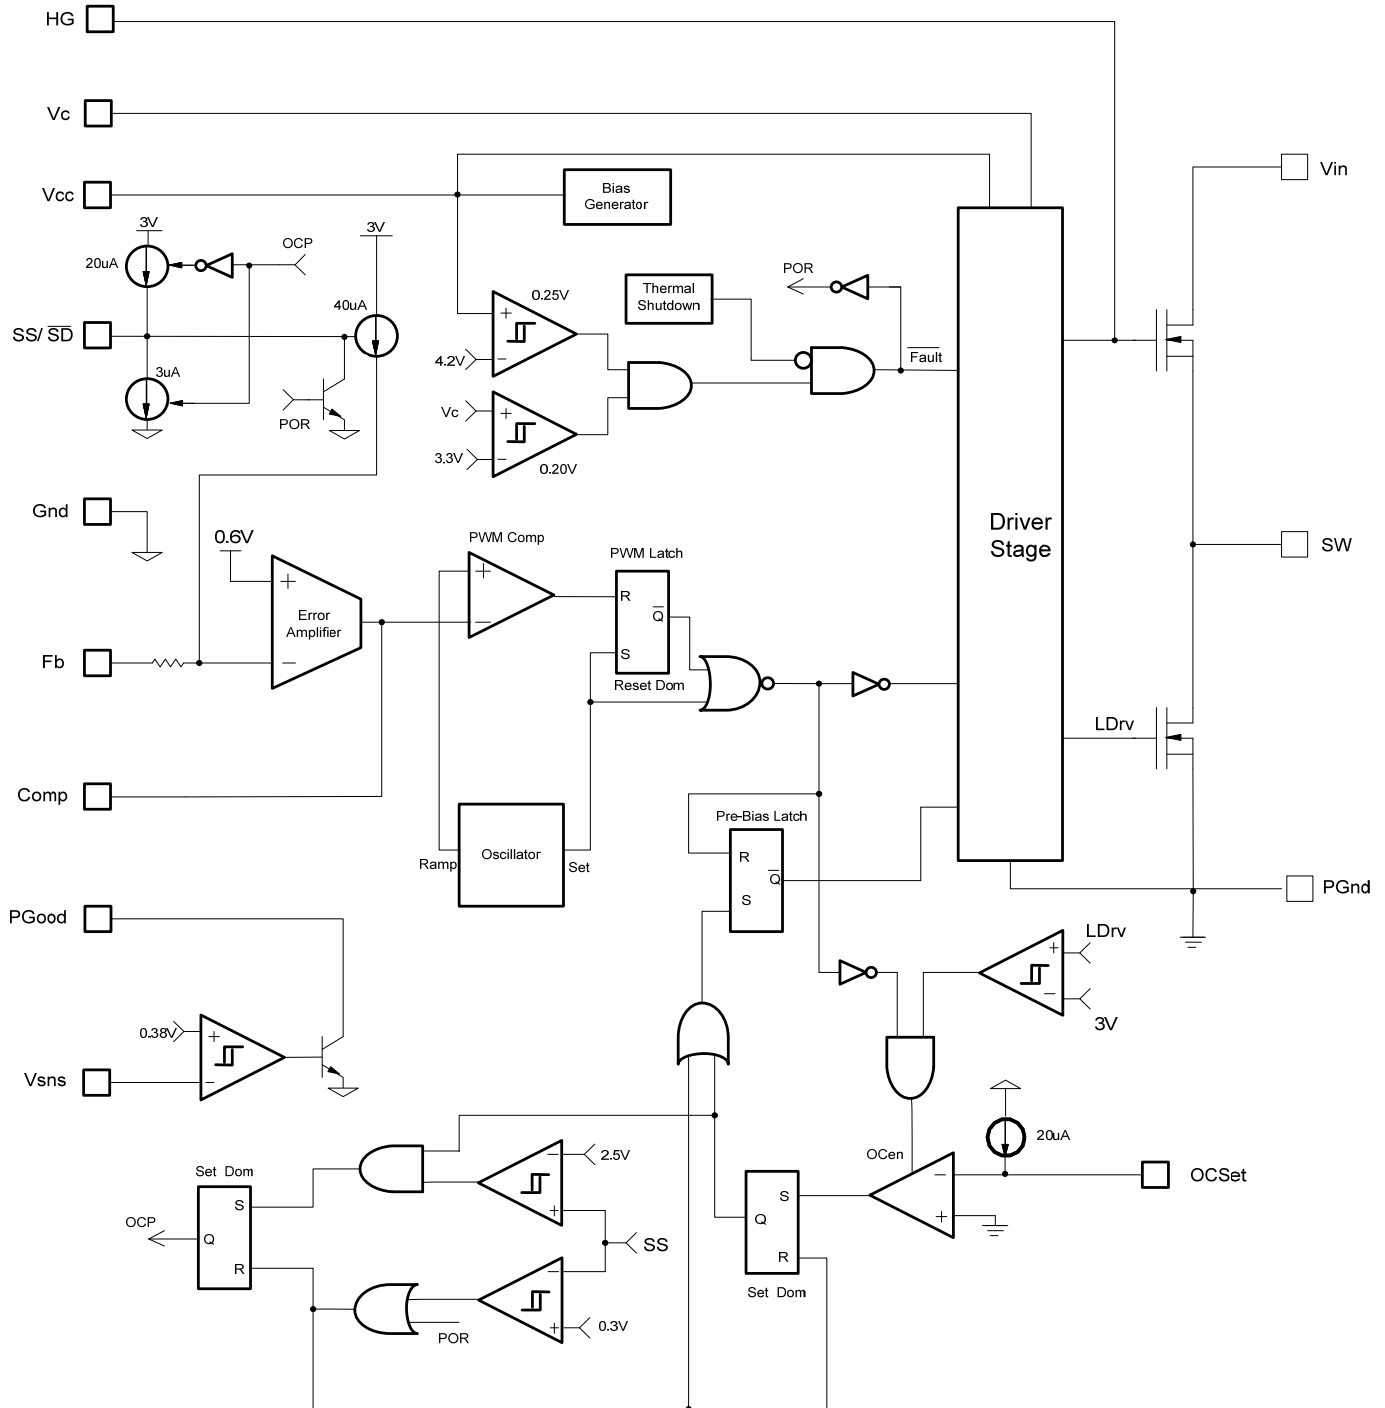 HG
Vc
Vcc
Bias
Generator
Vin
3V
3V
20uA
OCP
40uA
SS/ SD
3uA
POR
0.25V
4.2V
Vc
3.3V
0.20V
Thermal
Shutdown
POR
Fault
Gnd
0.6V
PWM Comp
PWM Latch
Driver
Stage
SW
+
Error
Amplifier
−
+
−
R
Q
S
Reset Dom
Fb
LDrv
Comp
Ramp
Oscillator
Set
Pre-Bias Latch
R
Q
S
PGnd
PGood
LDrv
+
−
3V
0.38V
+
−
Vsns
20uA
OCen
OCSet
−
+
2.5V
−
+
Set Dom
S
Q
R
OCP
SS
S
Q
R
Set Dom
−
+
0.3V
POR
+
−
+
−